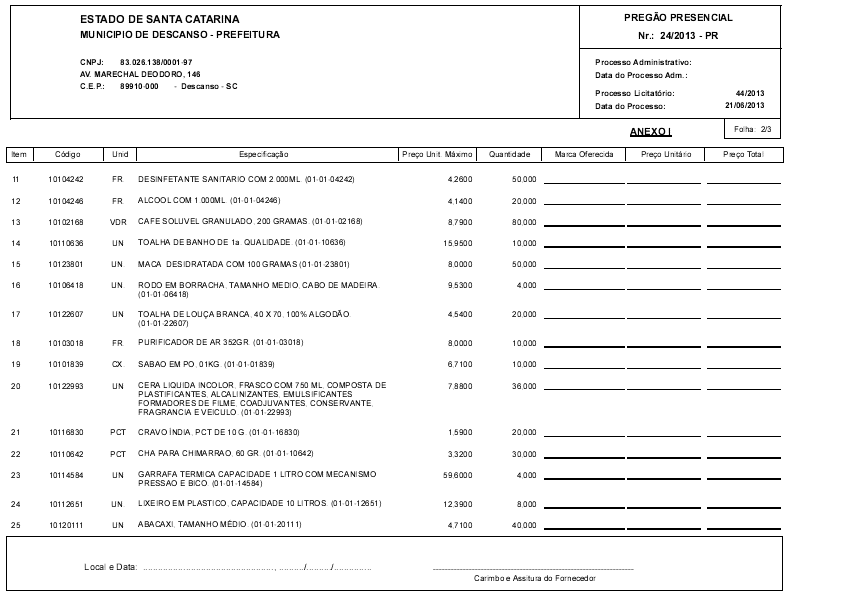 ESTADO DE SANTA CATARINA
MUNICIPIO DE DESCANSO - PREFEITURA
CNPJ: 83.026.138/0001-97
AV. MARECHAL DEODORO, 146
C.E.P.: 89910-000 - Descanso - SC
PREGÃO PRESENCIAL
Nr.: 24/2013 - PR
Processo Administrativo:
Data do Processo Adm.:
Processo Licitatório: 44/2013
Data do Processo: 21/06/2013
ANEXO I
Folha: 2/3
Item Código Unid Especificação Preço Unit. Máximo Quantidade Marca Oferecida Preço Unitário Preço Total
11 10104242 FR. DESINFETANTE SANITARIO COM 2.000ML. (01-01-04242) 4,2600 50,000
12 10104246 FR. ALCOOL COM 1.000ML. (01-01-04246) 4,1400 20,000
13 10102168 VDR CAFE SOLUVEL GRANULADO, 200 GRAMAS. (01-01-02168) 8,7900 80,000
14 10110636 UN. TOALHA DE BANHO DE 1a. QUALIDADE. (01-01-10636) 15,9500 10,000
15 10123801 UN. MACA DESIDRATADA COM 100 GRAMAS (01-01-23801) 8,0000 50,000
16 10106418 UN. RODO EM BORRACHA, TAMANHO MEDIO, CABO DE MADEIRA. 9,5300 4,000
(01-01-06418)
17 10122607 UN TOALHA DE LOUÇA BRANCA, 40 X 70, 100% ALGODÃO. 4,5400 20,000
(01-01-22607)
18 10103018 FR. PURIFICADOR DE AR 352GR. (01-01-03018) 8,0000 10,000
19 10101839 CX. SABAO EM PO, 01KG. (01-01-01839) 6,7100 10,000
20 10122993 UN CERA LIQUIDA INCOLOR, FRASCO COM 750 ML, COMPOSTA DE 7,8800 36,000
PLASTIFICANTES, ALCALINIZANTES, EMULSIFICANTES
FORMADORES DE FILME, COADJUVANTES, CONSERVANTE,
FRAGRANCIA E VEICULO. (01-01-22993)
21 10116830 PCT CRAVO ÍNDIA, PCT DE 10 G. (01-01-16830) 1,5900 20,000
22 10110642 PCT CHA PARA CHIMARRAO, 60 GR. (01-01-10642) 3,3200 30,000
23 10114584 UN. GARRAFA TERMICA CAPACIDADE 1 LITRO COM MECANISMO 59,6000 4,000
PRESSAO E BICO. (01-01-14584)
24 10112651 UN. LIXEIRO EM PLASTICO, CAPACIDADE 10 LITROS. (01-01-12651) 12,3900 8,000
25 10120111 UN ABACAXI, TAMANHO MÉDIO. (01-01-20111) 4,7100 40,000
Local e Data: ................................................., ........../........../..............
Carimbo e Assitura do Fornecedor